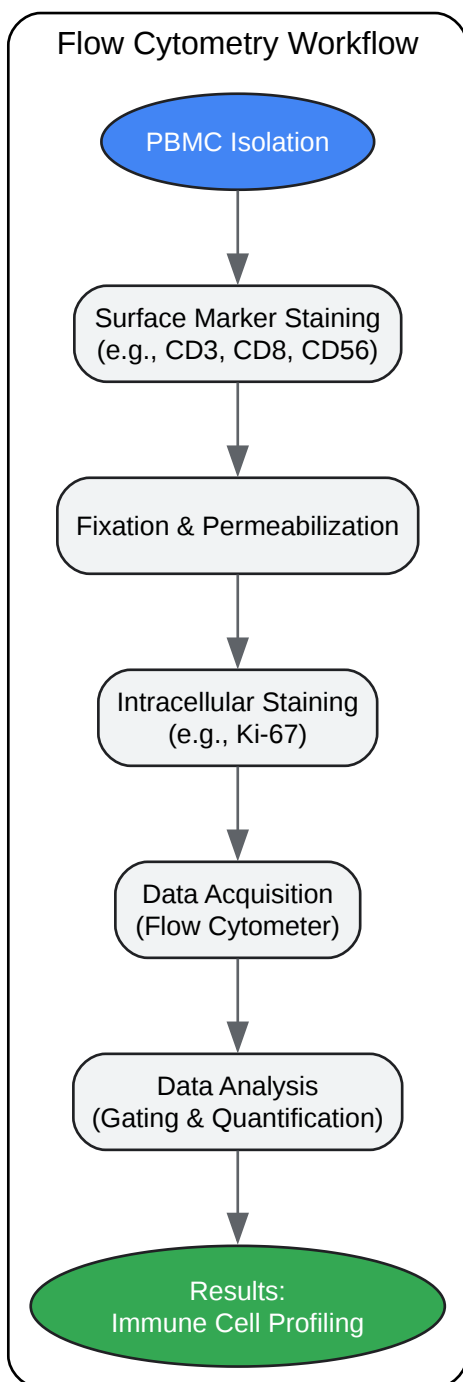 Flow Cytometry Workflow
PBMC Isolation
Surface Marker Staining
(e.g., CD3, CD8, CD56)
Fixation & Permeabilization
Intracellular Staining
(e.g., Ki-67)
Data Acquisition
(Flow Cytometer)
Data Analysis
(Gating & Quantification)
Results:
Immune Cell Profiling